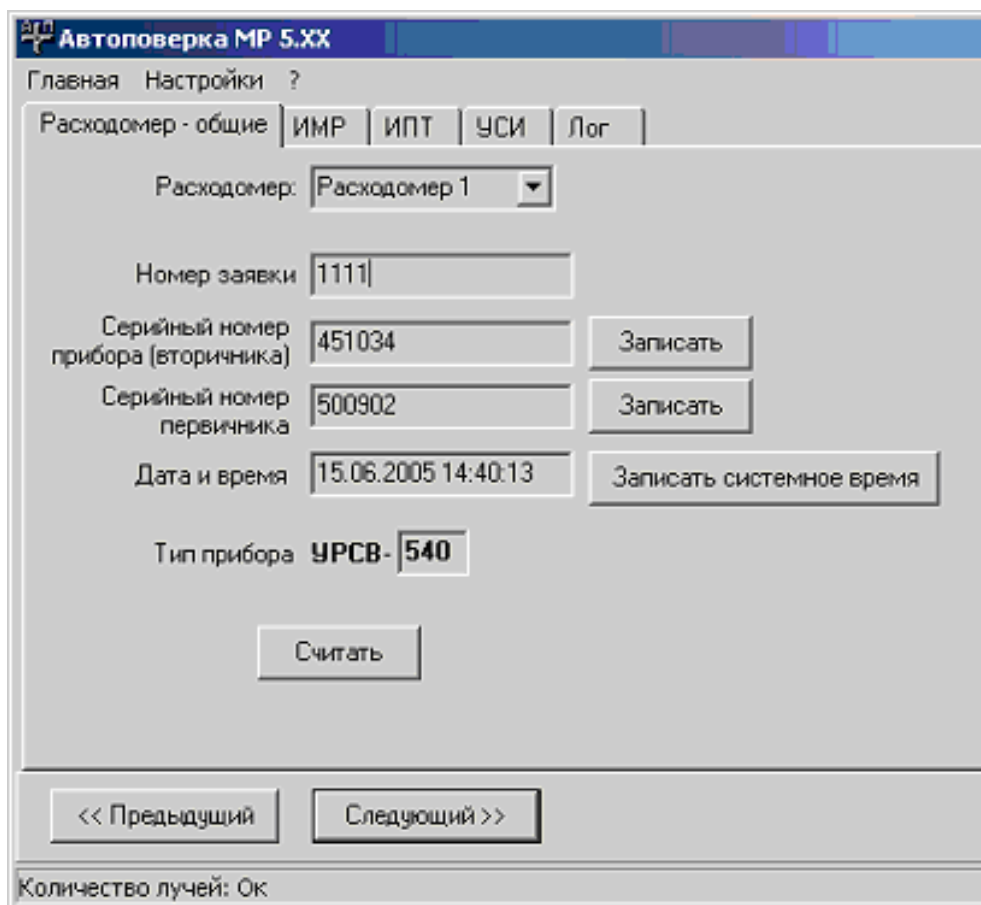 Автоповерка МР 5.ХХ
Главная Настройки ?
Расходомер - общие ИМР ИПТ УСИ Лог
Расходомер: Расходомер 1
Номер заявки 1111
Серийный номер
прибора (вторичника) 451034 Записать
Серийный номер
первичника 500902 Записать
Дата и время 15.06.2005 14:40:13 Записать системное время
Тип прибора УРСВ- 540
Считать
<< Предыдущий Следующий >>
Количество лучей: Ок